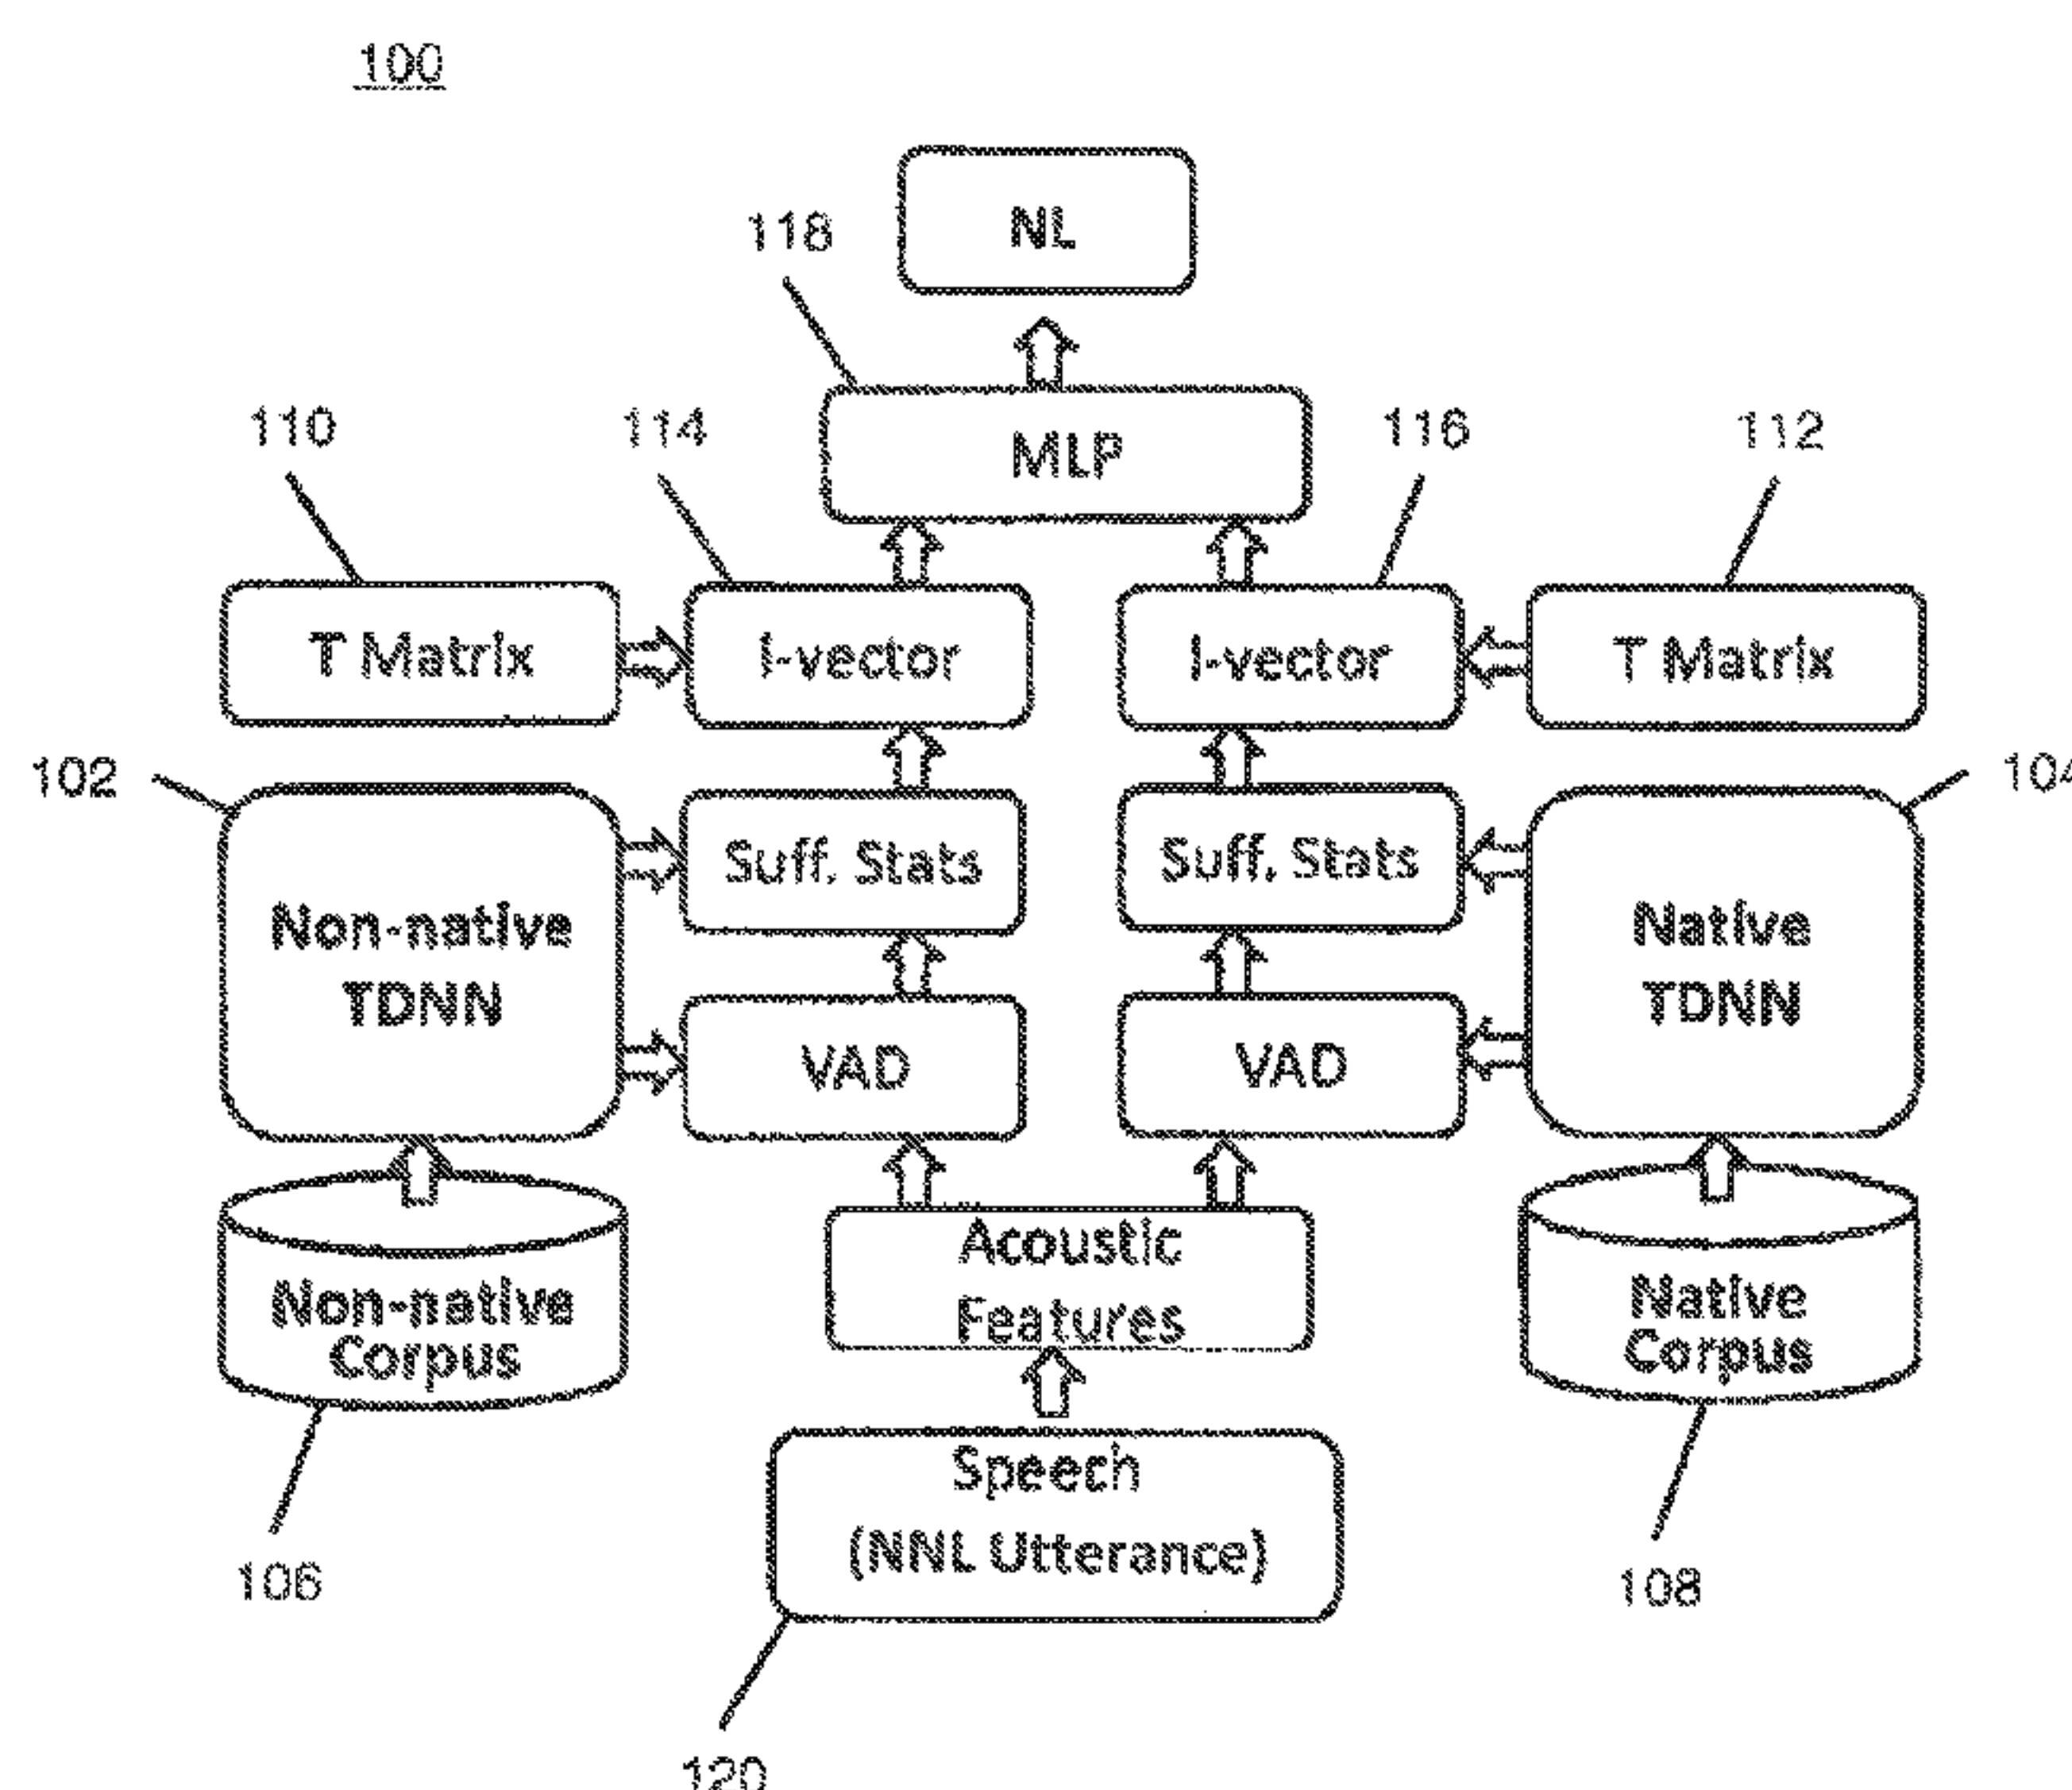 100
NL
118
MLP
110
114
116
112
T Matrix
I-vector
I-vector
T Matrix
102
104
Non-native
TDNN
Suff. Stats
Suff. Stats
Native
TDNN
VAD
VAD
Acoustic
Features
Non-native
Corpus
Native
Corpus
Speech
(NNL Utterance)
106
108
120